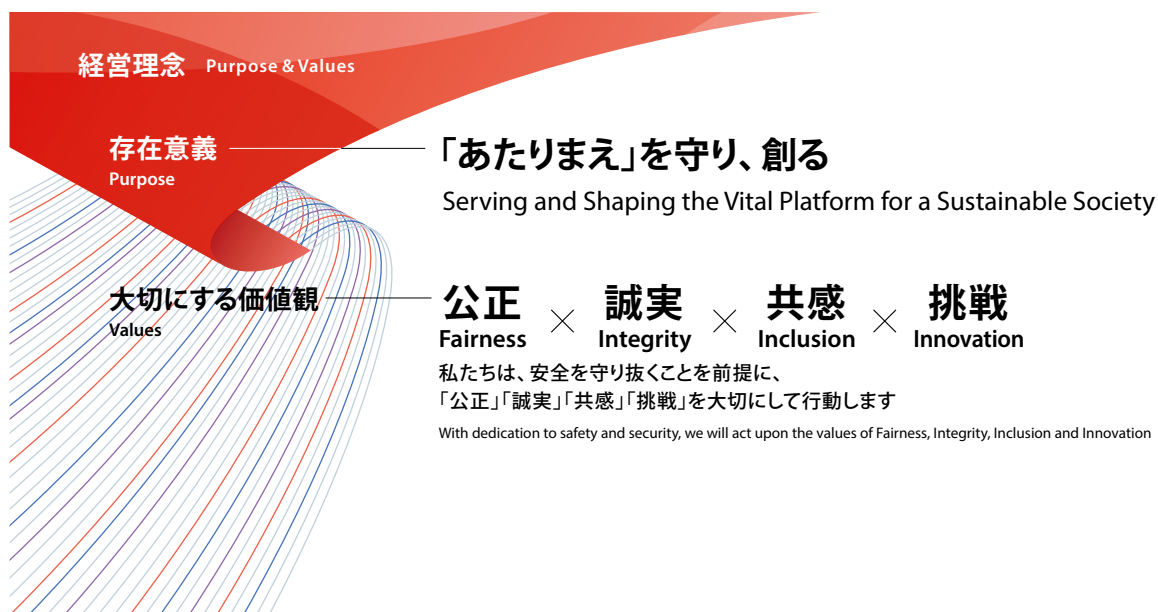 経営理念 Purpose & Values
存在意義
Purpose
「あたりまえ」を守り、創る
Serving and Shaping the Vital Platform for a Sustainable Society
大切にする価値観
Values
公正 × 誠実 × 共感 × 挑戦
Fairness Integrity Inclusion Innovation
私たちは、安全を守り抜くことを前提に、
「公正」「誠実」「共感」「挑戦」を大切にして行動します
With dedication to safety and security, we will act upon the values of Fairness, Integrity, Inclusion and Innovation